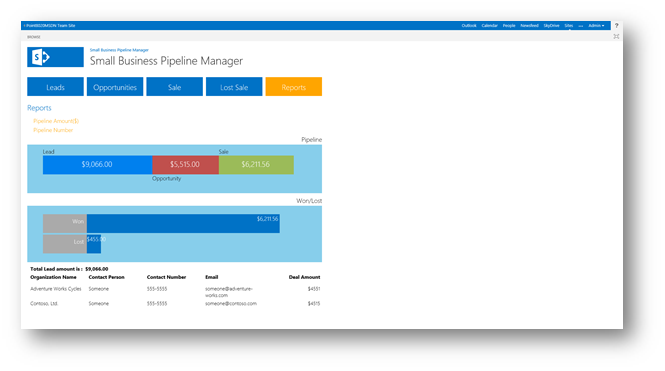 Outlook Calendar People Newsfeed SkyDrive Sites ... Admin ?
BROWSE
S
Small Business Pipeline Manager
Small Business Pipeline Manager
Leads Opportunities Sale Lost Sale Reports
Reports
Pipeline Amount($)
Pipeline Number
Pipeline
Lead Sale
$9,066.00 $5,515.00 $6,211.56
Opportunity
Won/Lost
Won $6,211.56
Lost $455.00
Total Lead amount is : $9,066.00
Organization Name Contact Person Contact Number Email Deal Amount
Adventure Works Cycles Someone 555-5555 someone@adventure-
works.com $4551
Contoso, Ltd. Someone 555-5555 someone@contoso.com $4515